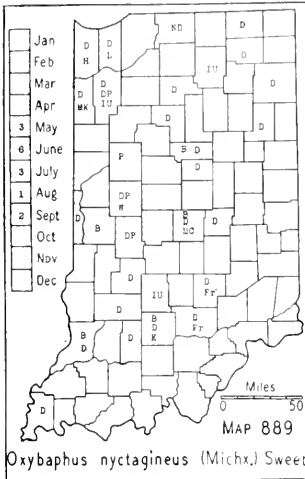 Jan
Feb
Mar
Apr
3 May
6 June
3 July
1 Aug
2 Sept
Oct
Nov
Dec
ND D
D D
H L
D
IU
D D D
DP
MK IU
D
D
B D
P D
DP
W
D B
D D
B DP MC
D D
Fr
IU
D B D
D Fr
K
B D
D
D
Miles
0 50
MAP 889
Oxybaphus nyctagineus (Michx.) Sweet